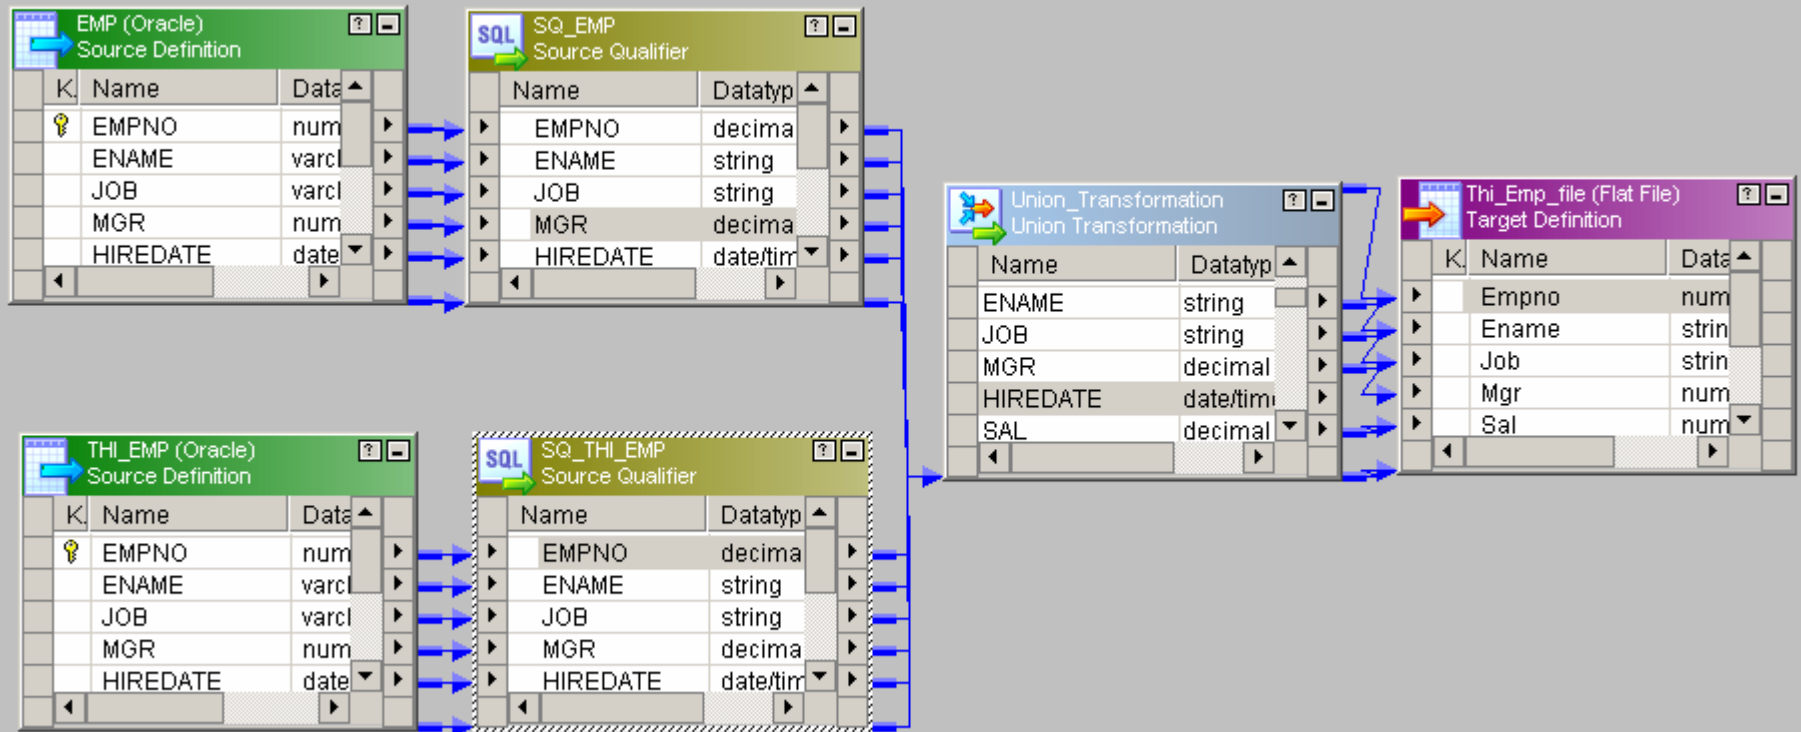 EMP (Oracle)
Source Definition
K. Name Data
EMPNO num
ENAME varcl
JOB varcl
MGR num
HIREDATE date
SQL SQ_EMP
Source Qualifier
Name Datatyp
EMPNO decima
ENAME string
JOB string
MGR decima
HIREDATE date/tim
Union_Transformation
Union Transformation
Name Datatyp
ENAME string
JOB string
MGR decimal
HIREDATE date/time
SAL decimal
Thi_Emp_file (Flat File)
Target Definition
K. Name Data
Empno num
Ename strin
Job strin
Mgr num
Sal num
THI_EMP (Oracle)
Source Definition
K. Name Data
EMPNO num
ENAME varcl
JOB varcl
MGR num
HIREDATE date
SQL SQ_THI_EMP
Source Qualifier
Name Datatyp
EMPNO decima
ENAME string
JOB string
MGR decima
HIREDATE date/tim